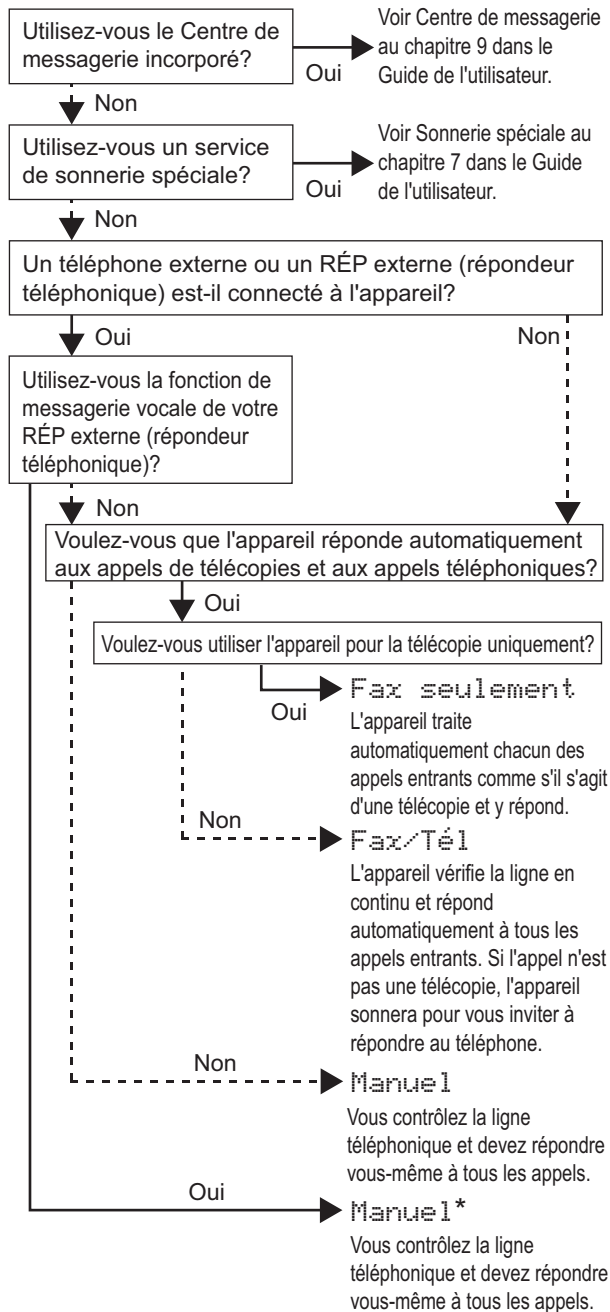 Utilisez-vous le Centre de
messagerie incorporé?
Oui
Voir Centre de messagerie
au chapitre 9 dans le
Guide de l'utilisateur.
Non
Utilisez-vous un service
de sonnerie spéciale?
Oui
Voir Sonnerie spéciale au
chapitre 7 dans le Guide
de l'utilisateur.
Non
Un téléphone externe ou un RÉP externe (répondeur
téléphonique) est-il connecté à l'appareil?
Oui
Non
Utilisez-vous la fonction de
messagerie vocale de votre
RÉP externe (répondeur
téléphonique)?
Non
Voulez-vous que l'appareil réponde automatiquement
aux appels de télécopies et aux appels téléphoniques?
Oui
Voulez-vous utiliser l'appareil pour la télécopie uniquement?
Oui
Fax seulement
L'appareil traite
automatiquement chacun des
appels entrants comme s'il s'agit
d'une télécopie et y répond.
Non
Fax/Tél
L'appareil vérifie la ligne en
continu et répond
automatiquement à tous les
appels entrants. Si l'appel n'est
pas une télécopie, l'appareil
sonnera pour vous inviter à
répondre au téléphone.
Non
Manuel
Vous contrôlez la ligne
téléphonique et devez répondre
vous-même à tous les appels.
Oui
Manuel*
Vous contrôlez la ligne
téléphonique et devez répondre
vous-même à tous les appels.